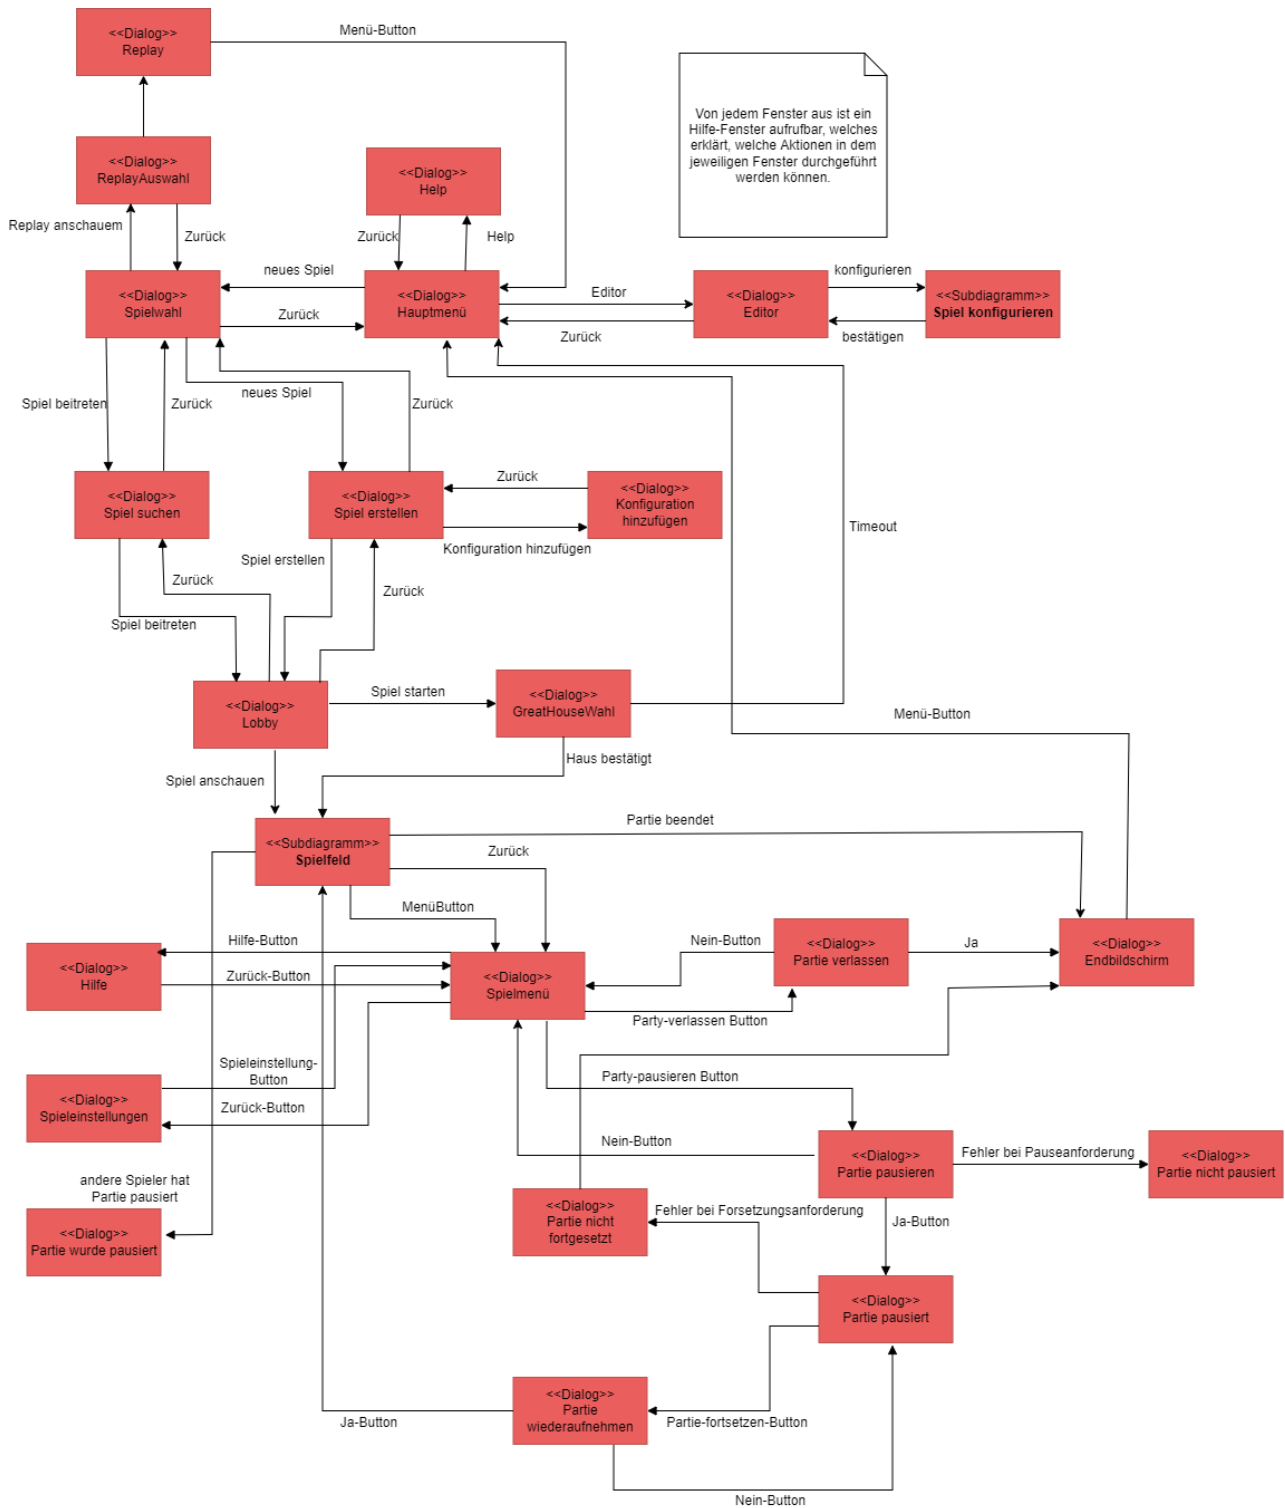 <<Dialog>>
Replay
Menü-Button
Von jedem Fenster aus ist ein
Hilfe-Fenster aufrufbar, welches
erklärt, welche Aktionen in dem
jeweiligen Fenster durchgeführt
werden können.
<<Dialog>>
ReplayAuswahl
<<Dialog>>
Help
Replay anschauem
Zurück
Zurück
Help
<<Dialog>>
Spielwahl
neues Spiel
Zurück
<<Dialog>>
Hauptmenü
Editor
Zurück
<<Dialog>>
Editor
konfigurieren
bestätigen
<<Subdiagramm>>
Spiel konfigurieren
Spiel beitreten
Zurück
neues Spiel
Zurück
<<Dialog>>
Spiel suchen
<<Dialog>>
Spiel erstellen
Zurück
Konfiguration hinzufügen
<<Dialog>>
Konfiguration
hinzufügen
Timeout
Zurück
Spiel erstellen
Zurück
Spiel beitreten
<<Dialog>>
Lobby
Spiel starten
<<Dialog>>
GreatHouseWahl
Menü-Button
Spiel anschauen
Haus bestätigt
<<Subdiagramm>>
Spielfeld
Partie beendet
Zurück
MenüButton
<<Dialog>>
Hilfe
Hilfe-Button
Zurück-Button
<<Dialog>>
Spielmenü
Nein-Button
Party-verlassen Button
<<Dialog>>
Partie verlassen
Ja
<<Dialog>>
Endbildschirm
Spieleinstellung-
Button
Zurück-Button
<<Dialog>>
Spieleinstellungen
Party-pausieren Button
Nein-Button
<<Dialog>>
Partie pausieren
Fehler bei Pauseanforderung
<<Dialog>>
Partie nicht pausiert
andere Spieler hat
Partie pausiert
<<Dialog>>
Partie wurde pausiert
<<Dialog>>
Partie nicht
fortgesetzt
Fehler bei Forsetzungsanforderung
Ja-Button
<<Dialog>>
Partie pausiert
<<Dialog>>
Partie
wiederaufnehmen
Ja-Button
Partie-fortsetzen-Button
Nein-Button